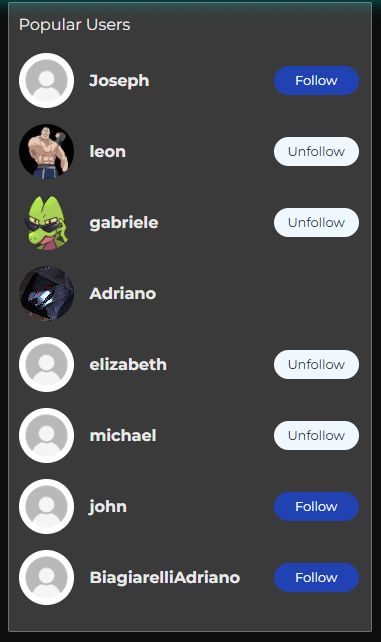 Popular Users
Joseph Follow
leon Unfollow
gabriele Unfollow
Adriano
elizabeth Unfollow
michael Unfollow
john Follow
BiagiarelliAdriano Follow